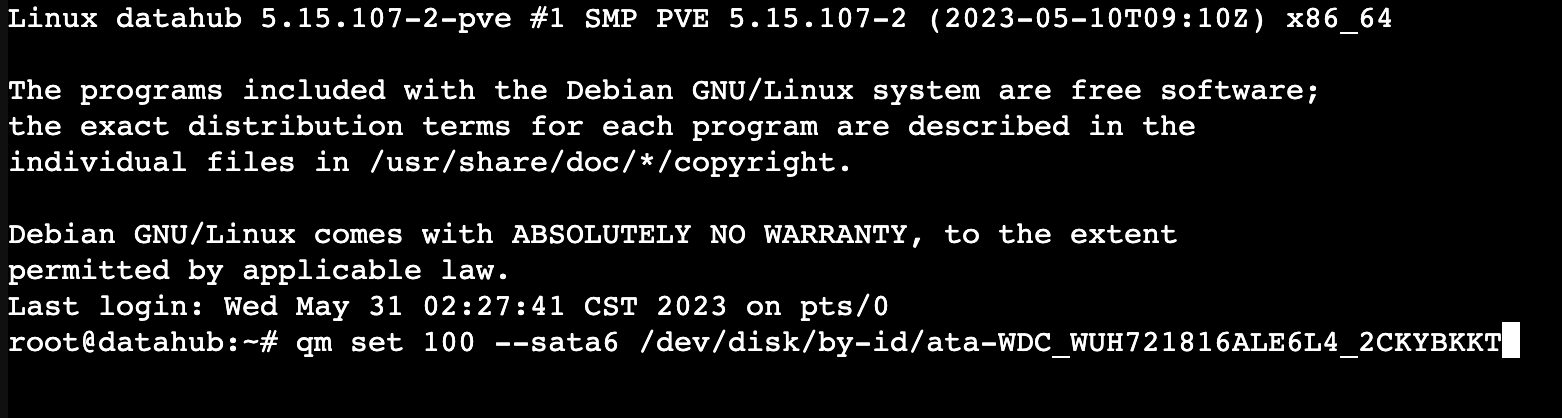 Linux datahub 5.15.107-2-pve #1 SMP PVE 5.15.107-2 (2023-05-10T09:10Z) x86_64
The programs included with the Debian GNU/Linux system are free software;
the exact distribution terms for each program are described in the
individual files in /usr/share/doc/*/copyright.
Debian GNU/Linux comes with ABSOLUTELY NO WARRANTY, to the extent
permitted by applicable law.
Last login: Wed May 31 02:27:41 CST 2023 on pts/0
root@datahub:~# qm set 100 --sata6 /dev/disk/by-id/ata-WDC_WUH721816ALE6L4_2CKYBKKT